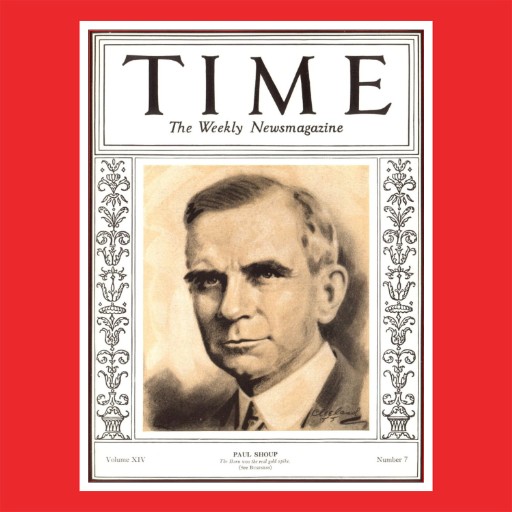 TIME
The Weekly Newsmagazine
PAUL SHOUP
Volume XIV
Number 7